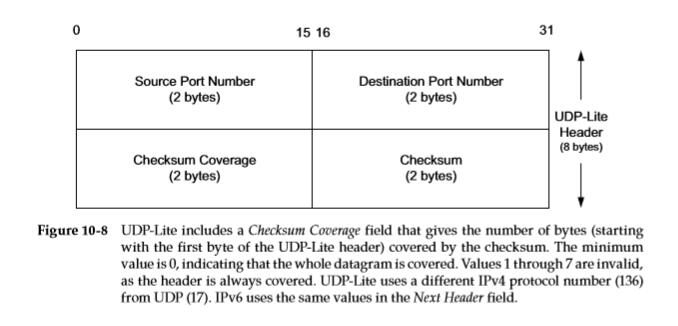 0 15 16 31
Source Port Number Destination Port Number
(2 bytes) (2 bytes)
UDP-Lite
Header
(8 bytes)
Checksum Coverage Checksum
(2 bytes) (2 bytes)
Figure 10-8 UDP-Lite includes a Checksum Coverage field that gives the number of bytes (starting
with the first byte of the UDP-Lite header) covered by the checksum. The minimum
value is 0, indicating that the whole datagram is covered. Values 1 through 7 are invalid,
as the header is always covered. UDP-Lite uses a different IPv4 protocol number (136)
from UDP (17). IPv6 uses the same values in the Next Header field.